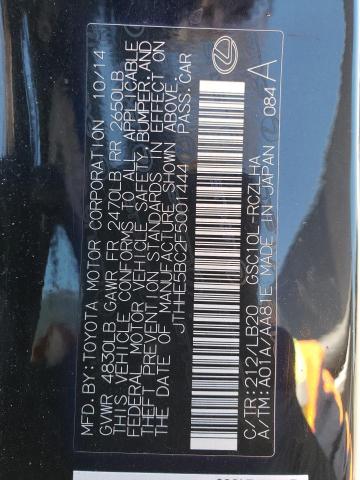 MFD. BY: TOYOTA MOTOR CORPORATION 10/14
GVWR 4830LB GAWR FR 2470LB RR 2650LB
THIS VEHICLE CONFORMS TO ALL APPLICABLE
FEDERAL MOTOR VEHICLE SAFETY, BUMPER, AND
THEFT PREVENTION STANDARDS IN EFFECT ON
THE DATE OF MANUFACTURE SHOWN ABOVE.
JTHHE5BC2F5001444 PASS. CAR
C/TR: 212/LB20 GSC10L-RCZLHA
A/TM: A01A/AA81E MADE IN JAPAN 084 A